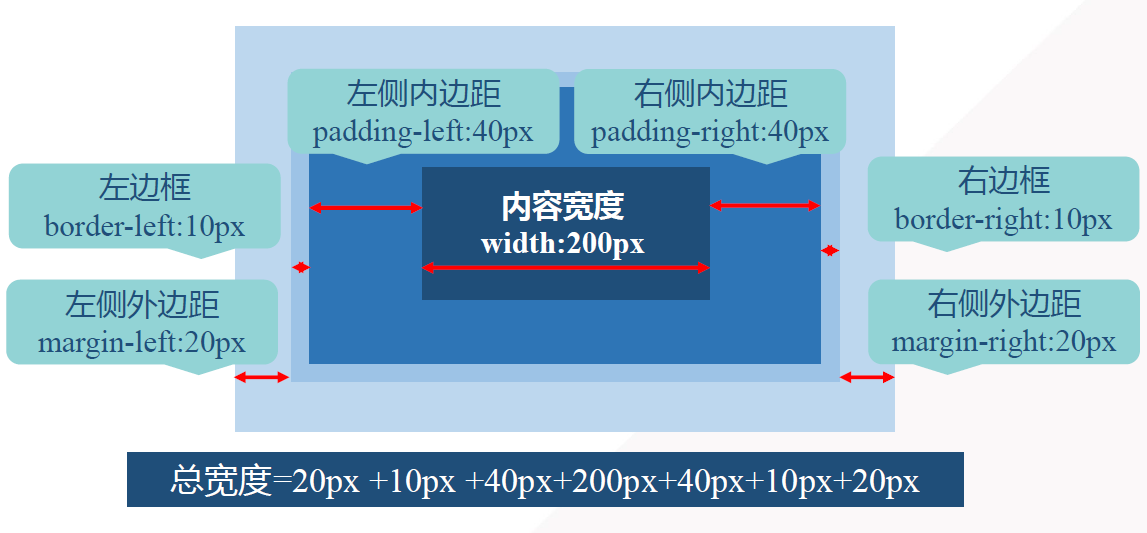 左侧内边距
padding-left:40px
右侧内边距
padding-right:40px
左边框
border-left:10px
内容宽度
width:200px
右边框
border-right:10px
左侧外边距
margin-left:20px
右侧外边距
margin-right:20px
总宽度=20px +10px +40px+200px+40px+10px+20px